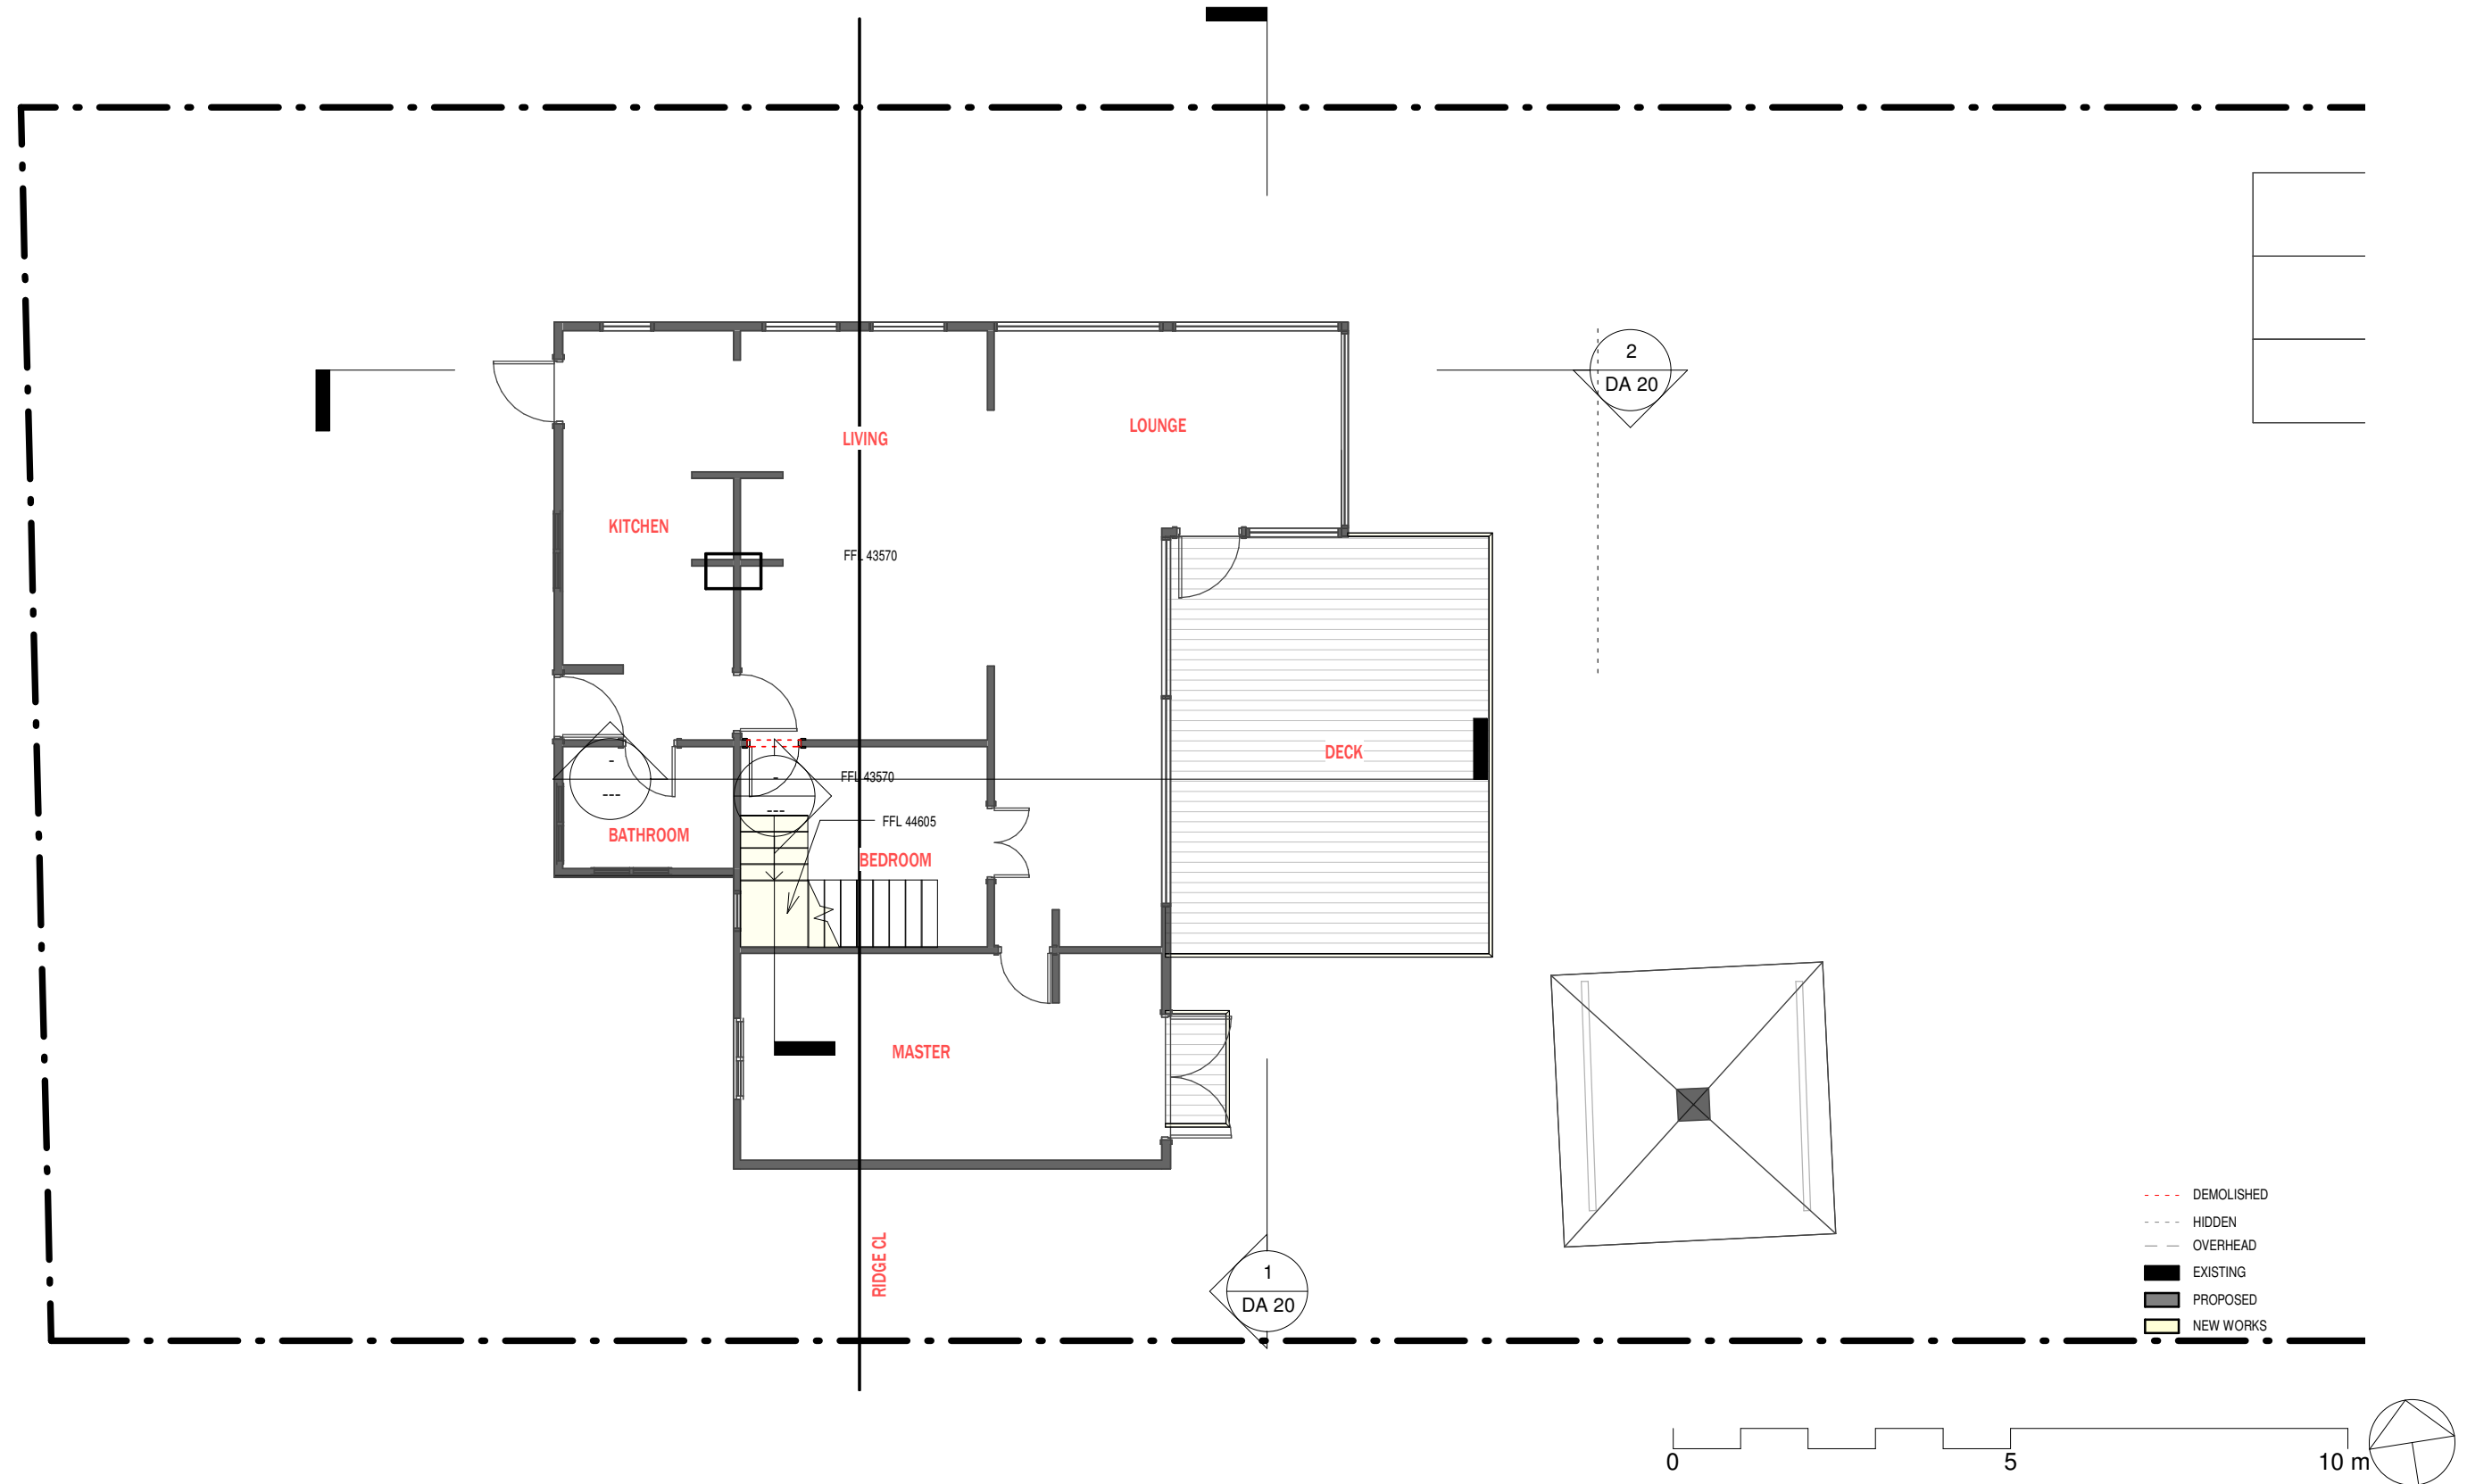 2
DA 20
LOUNGE
LIVING
KITCHEN
FFL 43570
DECK
-
---
-
---
FFL 43570
FFL 44605
BATHROOM
BEDROOM
MASTER
DEMOLISHED
HIDDEN
OVERHEAD
EXISTING
PROPOSED
NEW WORKS
RIDGE CL
1
DA 20
0 5 10 m